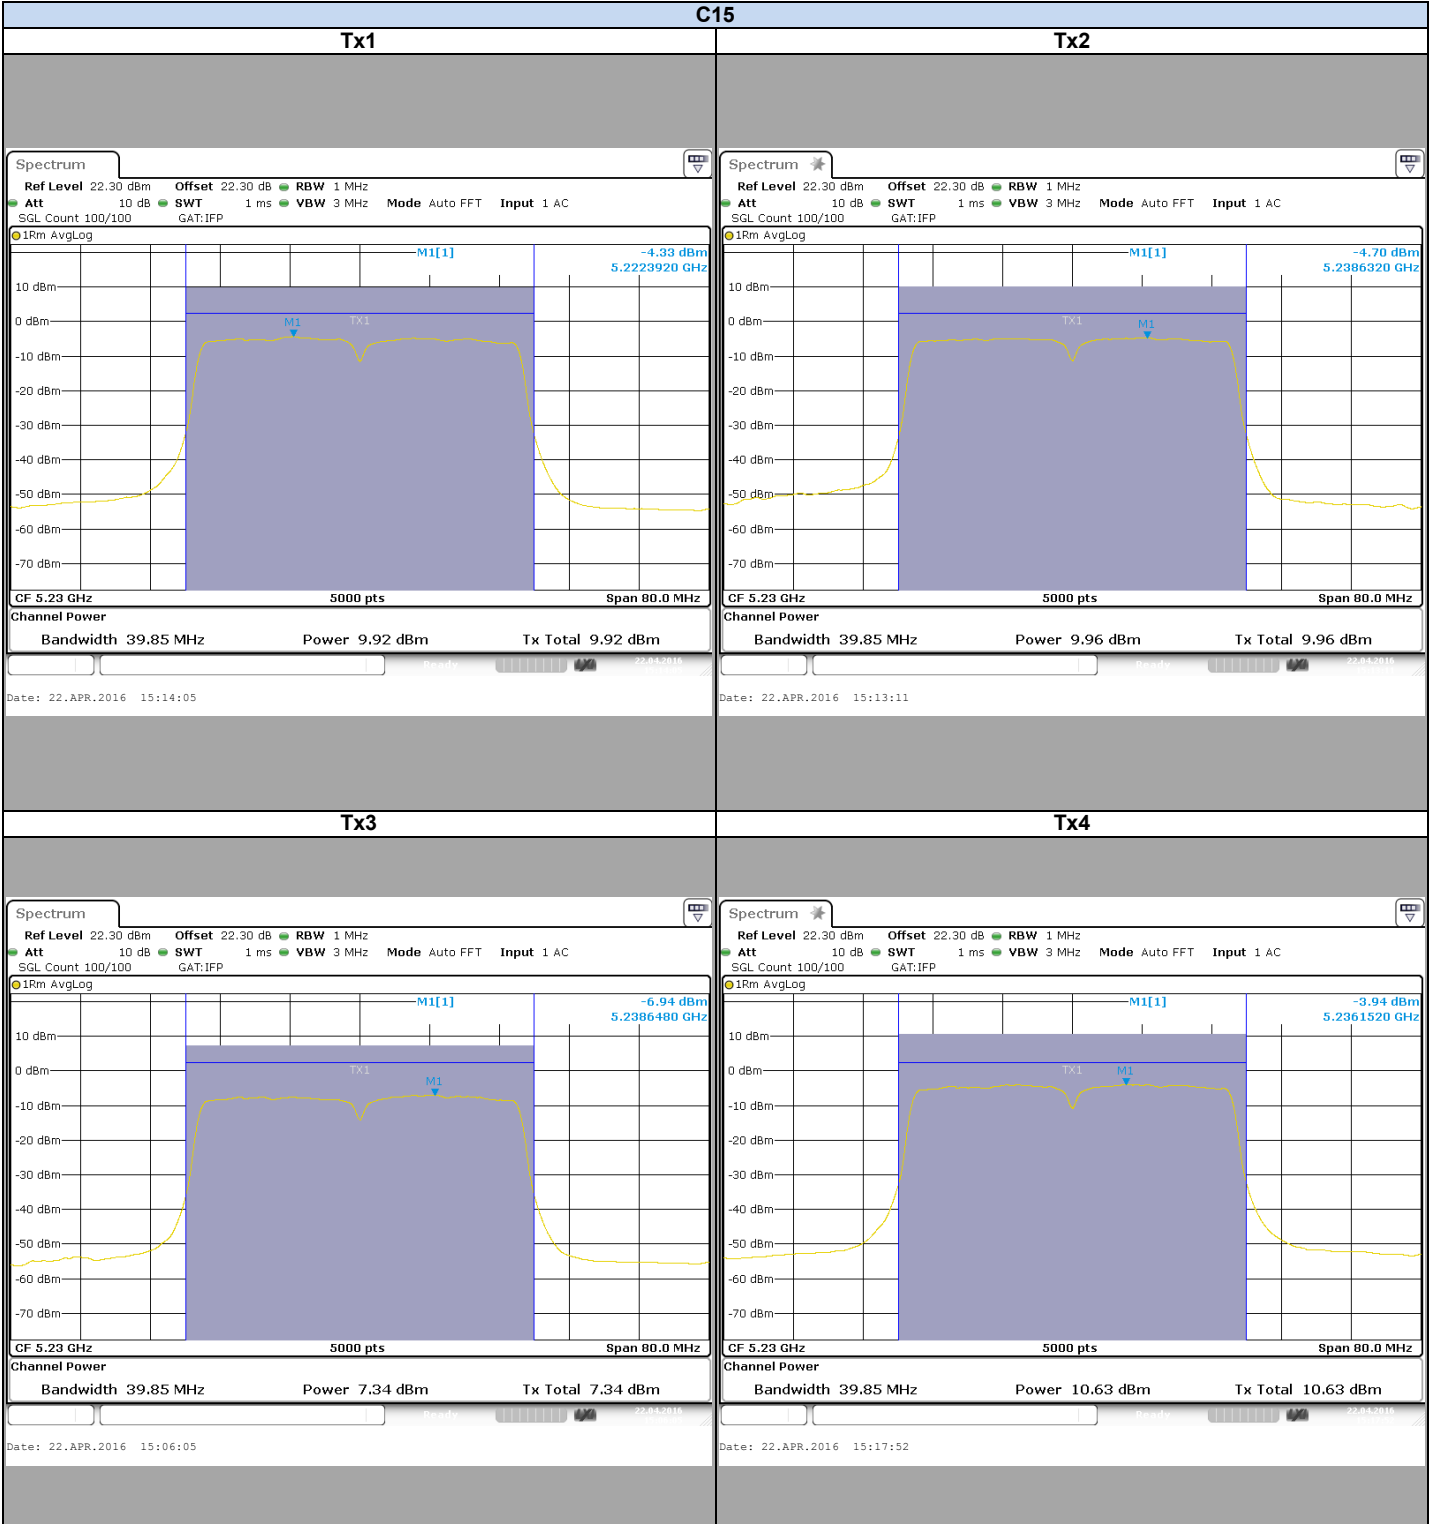 C15
Tx1 Tx2
Spectrum
Ref Level 22.30 dBm Offset 22.30 dB RBW 1 MHz
Att 10 dB SWT 1 ms VBW 3 MHz Mode Auto FFT Input 1 AC
SGL Count 100/100 GAT:IFP
1Rm AvgLog
M1[1] -4.33 dBm
5.2223920 GHz
10 dBm
0 dBm
M1 TX1
-10 dBm
-20 dBm
-30 dBm
-40 dBm
-50 dBm
-60 dBm
-70 dBm
CF 5.23 GHz 5000 pts Span 80.0 MHz
Channel Power
Bandwidth 39.85 MHz Power 9.92 dBm Tx Total 9.92 dBm
Ready 22.04.2016
Date: 22.APR.2016 15:14:05
Spectrum
Ref Level 22.30 dBm Offset 22.30 dB RBW 1 MHz
Att 10 dB SWT 1 ms VBW 3 MHz Mode Auto FFT Input 1 AC
SGL Count 100/100 GAT:IFP
1Rm AvgLog
M1[1] -4.70 dBm
5.2386320 GHz
10 dBm
0 dBm
TX1 M1
-10 dBm
-20 dBm
-30 dBm
-40 dBm
-50 dBm
-60 dBm
-70 dBm
CF 5.23 GHz 5000 pts Span 80.0 MHz
Channel Power
Bandwidth 39.85 MHz Power 9.96 dBm Tx Total 9.96 dBm
Ready 22.04.2016
Date: 22.APR.2016 15:13:11
Tx3 Tx4
Spectrum
Ref Level 22.30 dBm Offset 22.30 dB RBW 1 MHz
Att 10 dB SWT 1 ms VBW 3 MHz Mode Auto FFT Input 1 AC
SGL Count 100/100 GAT:IFP
1Rm AvgLog
M1[1] -6.94 dBm
5.2386480 GHz
10 dBm
0 dBm
TX1
M1
-10 dBm
-20 dBm
-30 dBm
-40 dBm
-50 dBm
-60 dBm
-70 dBm
CF 5.23 GHz 5000 pts Span 80.0 MHz
Channel Power
Bandwidth 39.85 MHz Power 7.34 dBm Tx Total 7.34 dBm
Ready 22.04.2016
Date: 22.APR.2016 15:06:05
Spectrum
Ref Level 22.30 dBm Offset 22.30 dB RBW 1 MHz
Att 10 dB SWT 1 ms VBW 3 MHz Mode Auto FFT Input 1 AC
SGL Count 100/100 GAT:IFP
1Rm AvgLog
M1[1] -3.94 dBm
5.2361520 GHz
10 dBm
0 dBm
TX1 M1
-10 dBm
-20 dBm
-30 dBm
-40 dBm
-50 dBm
-60 dBm
-70 dBm
CF 5.23 GHz 5000 pts Span 80.0 MHz
Channel Power
Bandwidth 39.85 MHz Power 10.63 dBm Tx Total 10.63 dBm
Ready 22.04.2016
Date: 22.APR.2016 15:17:52